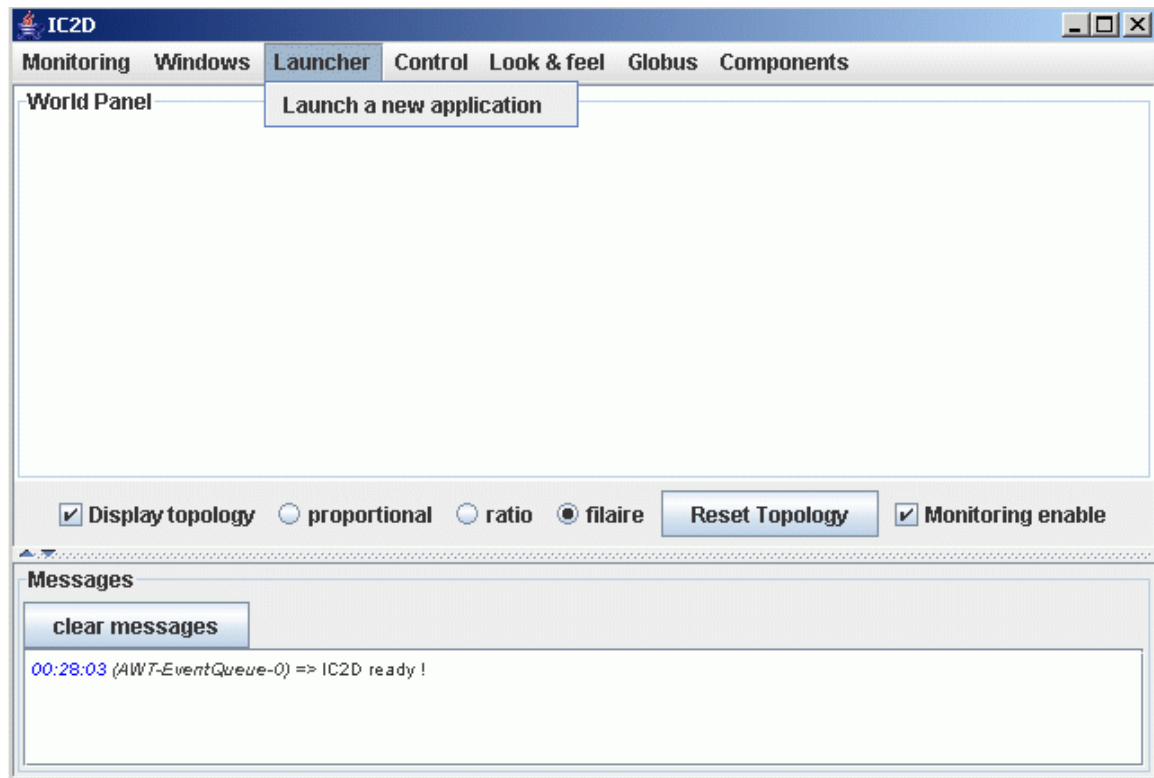 IC2D
Monitoring Windows Launcher Control Look & feel Globus Components
World Panel
Launch a new application
Display topology proportional ratio filaire Reset Topology Monitoring enable
Messages
clear messages
00:28:03 (AWT-EventQueue-0) => IC2D ready !